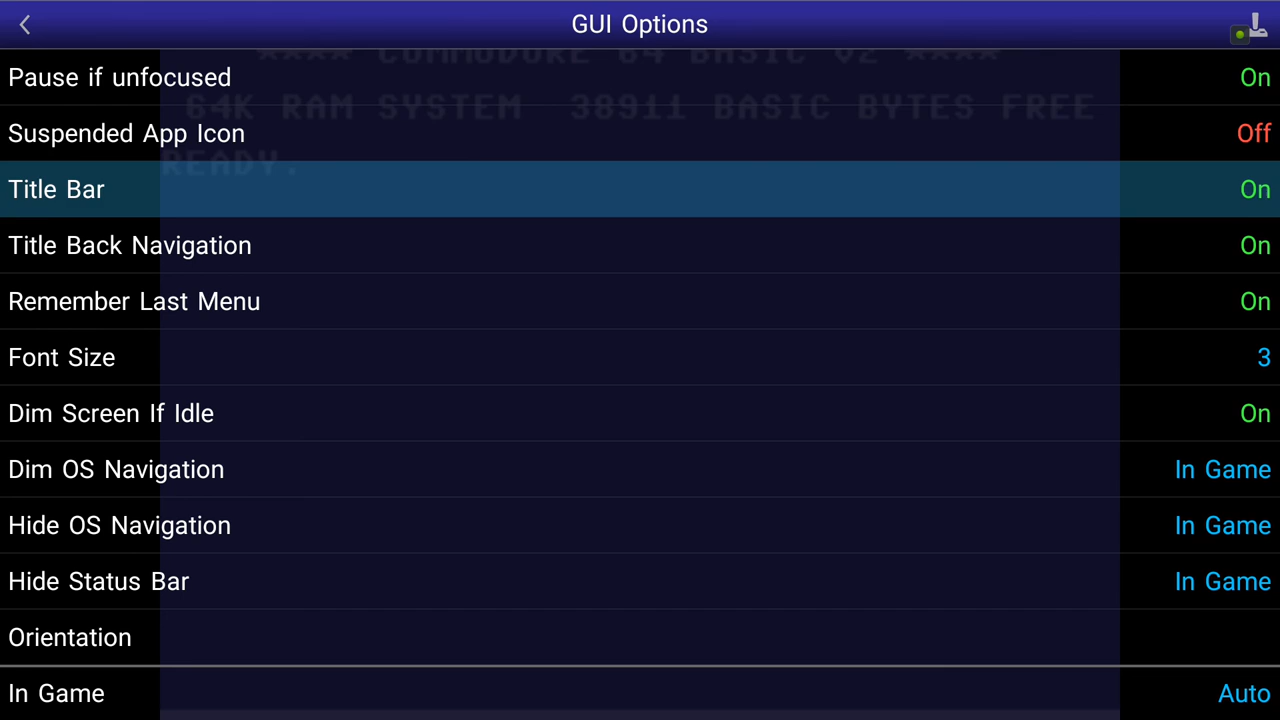 GUI Options
**** COMMODORE 64 BASIC V2 ****
Pause if unfocused On
64K RAM SYSTEM 38911 BASIC BYTES FREE
Suspended App Icon Off
READY.
Title Bar On
Title Back Navigation On
Remember Last Menu On
Font Size 3
Dim Screen If Idle On
Dim OS Navigation In Game
Hide OS Navigation In Game
Hide Status Bar In Game
Orientation
In Game Auto